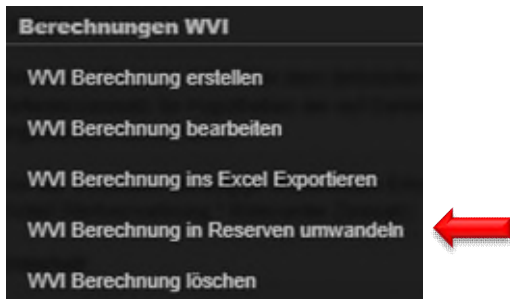 Berechnungen WVI
WVI Berechnung erstellen
WVI Berechnung bearbeiten
WVI Berechnung ins Excel Exportieren
WVI Berechnung in Reserven umwandeln
WVI Berechnung löschen